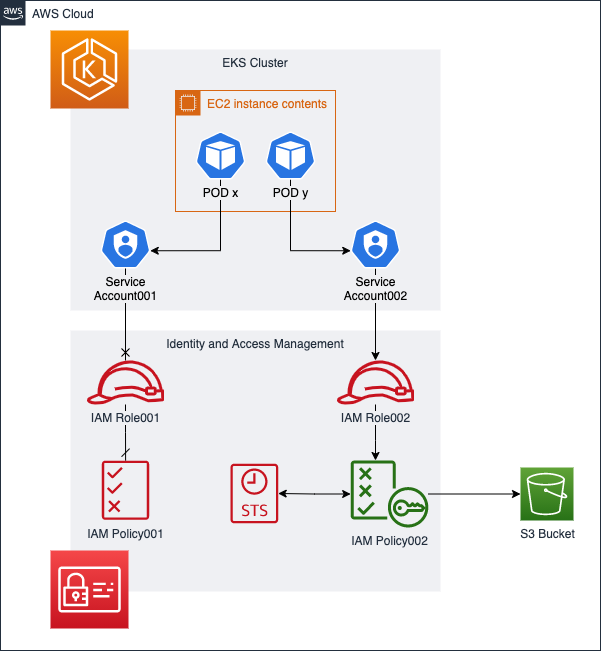 aws
AWS Cloud
EKS Cluster
K
EC2 instance contents
POD x
POD y
Service
Account001
Service
Account002
Identity and Access Management
IAM Role001
IAM Role002
STS
IAM Policy001
IAM Policy002
S3 Bucket